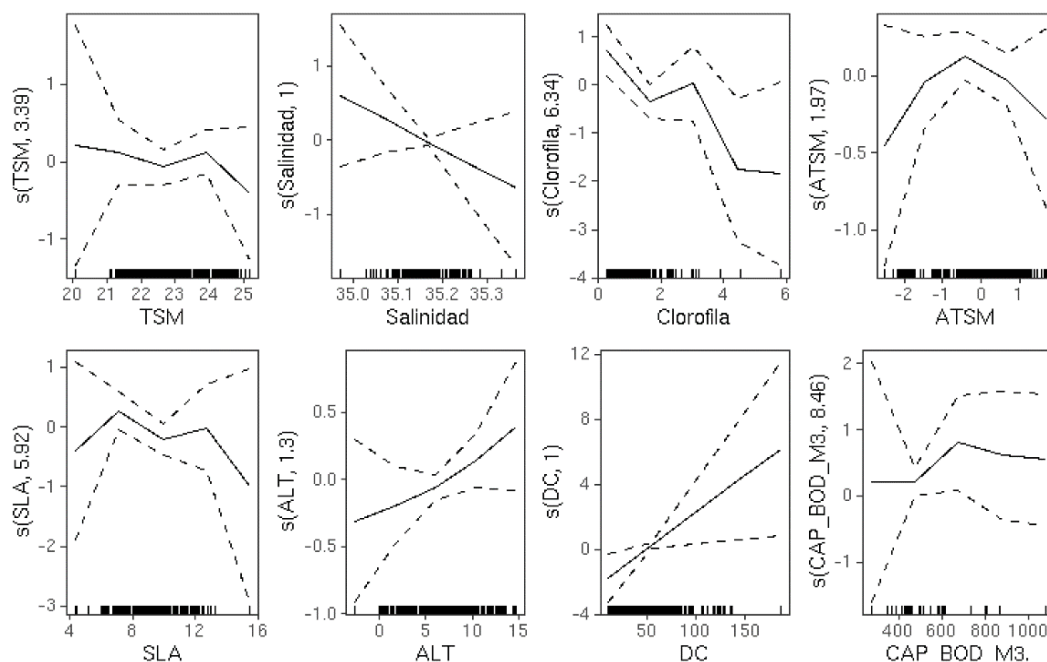 s(TSM, 3.39)
1
0
-1
20 21 22 23 24 25
TSM
s(Salinidad, 1)
1
0
-1
35.0 35.1 35.2 35.3
Salinidad
s(Clorofila, 6.34)
1
0
-1
-2
-3
-4
0 2 4 6
Clorofila
s(ATSM, 1.97)
0.0
-0.5
-1.0
-2 -1 0 1
ATSM
s(SLA, 5.92)
1
0
-1
-2
-3
4 8 12 16
SLA
s(ALT, 1.3)
0.5
0.0
-0.5
-1.0
0 5 10 15
ALT
s(DC, 1)
12
8
4
0
-4
50 100 150
DC
s(CAP_BOD_M3., 8.46)
2
1
0
-1
400 600 800 1000
CAP_BOD_M3.